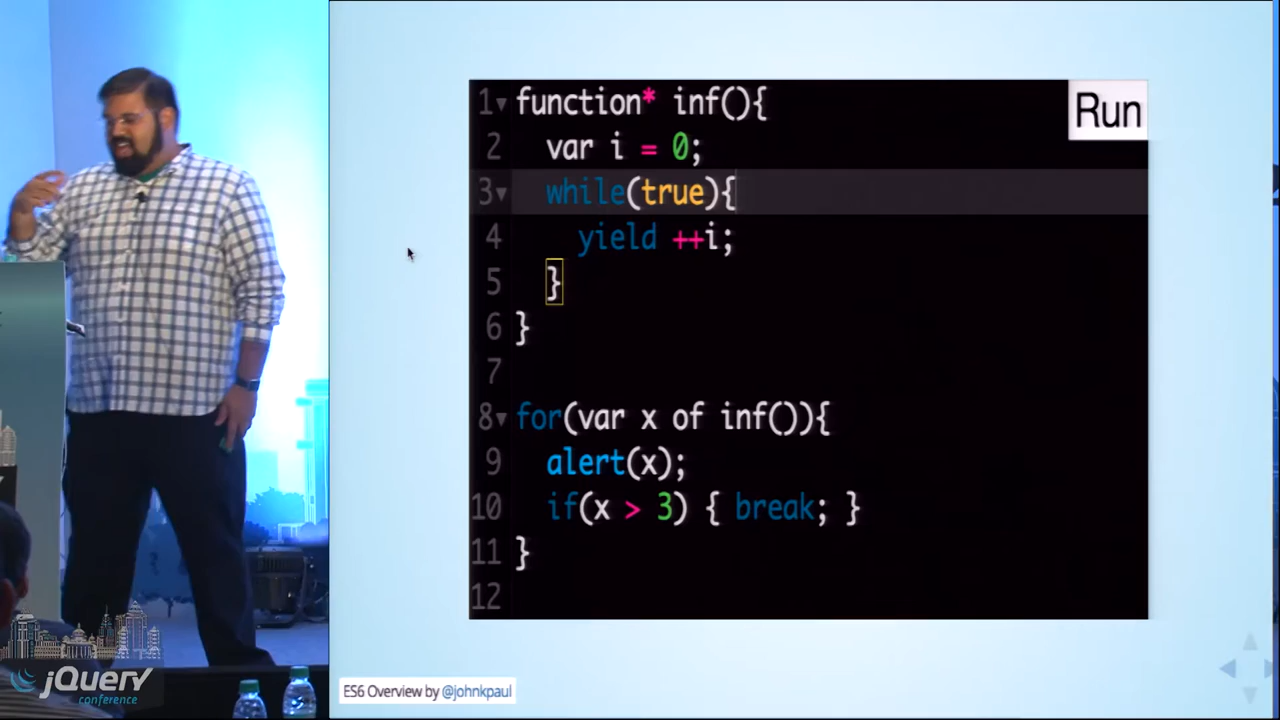 1 function* inf(){
2 var i = 0;
3 while(true){
4 yield ++i;
5 }
6 }
7
8 for(var x of inf()){
9 alert(x);
10 if(x > 3) { break; }
11 }
12
Run
jQuery
conference
ES6 Overview by @johnkpaul